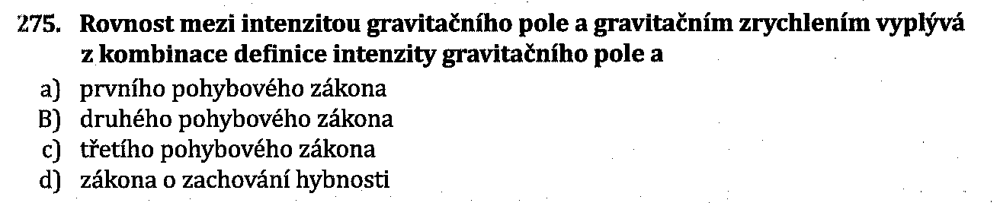 275. Rovnost mezi intenzitou gravitačního pole a gravitačním zrychlením vyplývá
z kombinace definice intenzity gravitačního pole a
a) prvního pohybového zákona
B) druhého pohybového zákona
c) třetího pohybového zákona
d) zákona o zachování hybnosti